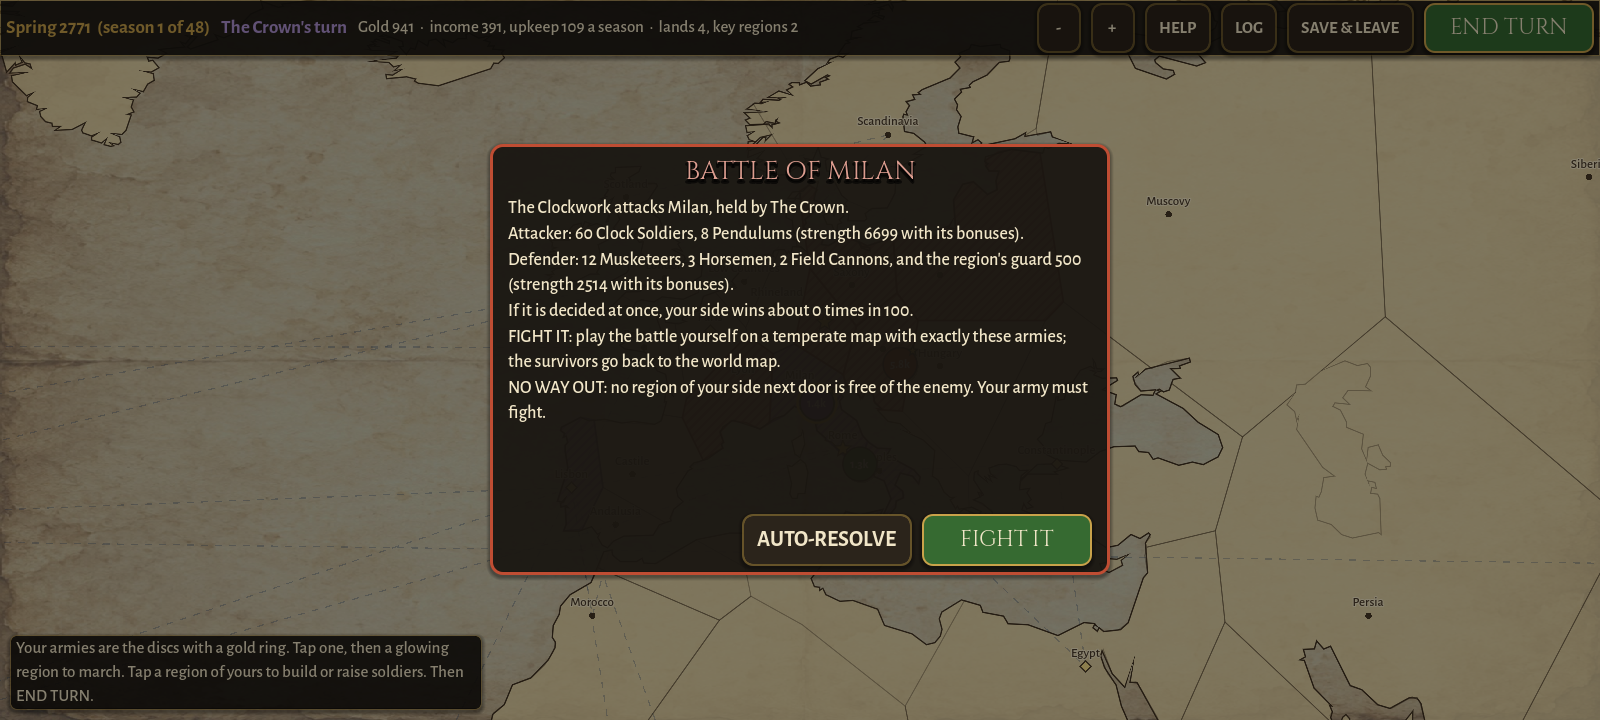 Spring 2771 (season 1 of 48) The Crown's turn Gold 941 · income 391, upkeep 109 a season · lands 4, key regions 2
- + HELP LOG SAVE & LEAVE END TURN
Scandinavia
Siberi
Muscovy
BATTLE OF MILAN
The Clockwork attacks Milan, held by The Crown.
Attacker: 60 Clock Soldiers, 8 Pendulums (strength 6699 with its bonuses).
Defender: 12 Musketeers, 3 Horsemen, 2 Field Cannons, and the region's guard 500
(strength 2514 with its bonuses).
If it is decided at once, your side wins about 0 times in 100.
FIGHT IT: play the battle yourself on a temperate map with exactly these armies;
the survivors go back to the world map.
NO WAY OUT: no region of your side next door is free of the enemy. Your army must
fight.
AUTO-RESOLVE FIGHT IT
Morocco
Persia
Egypt
Your armies are the discs with a gold ring. Tap one, then a glowing
region to march. Tap a region of yours to build or raise soldiers. Then
END TURN.